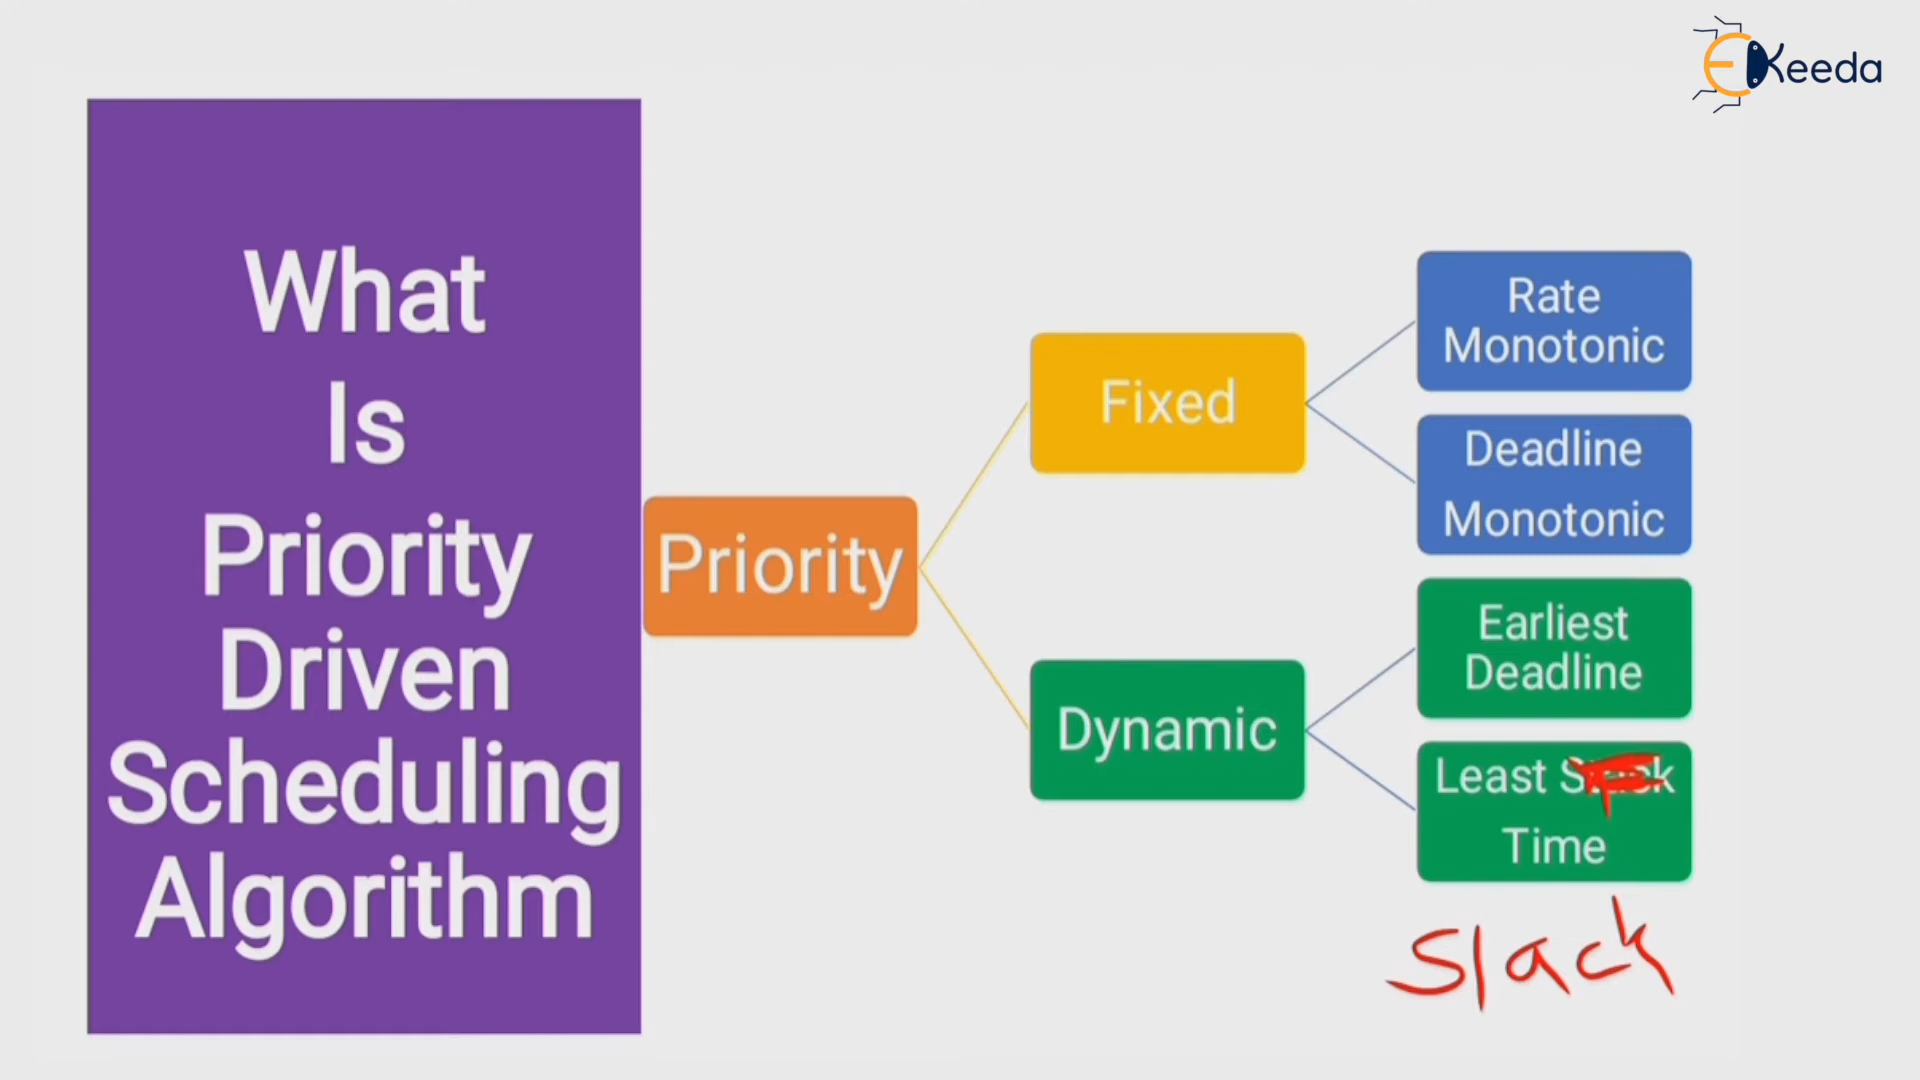 EKeeda
What
Is
Priority
Driven
Scheduling
Algorithm
Priority
Fixed
Dynamic
Rate
Monotonic
Deadline
Monotonic
Earliest
Deadline
Least
Time
Slack